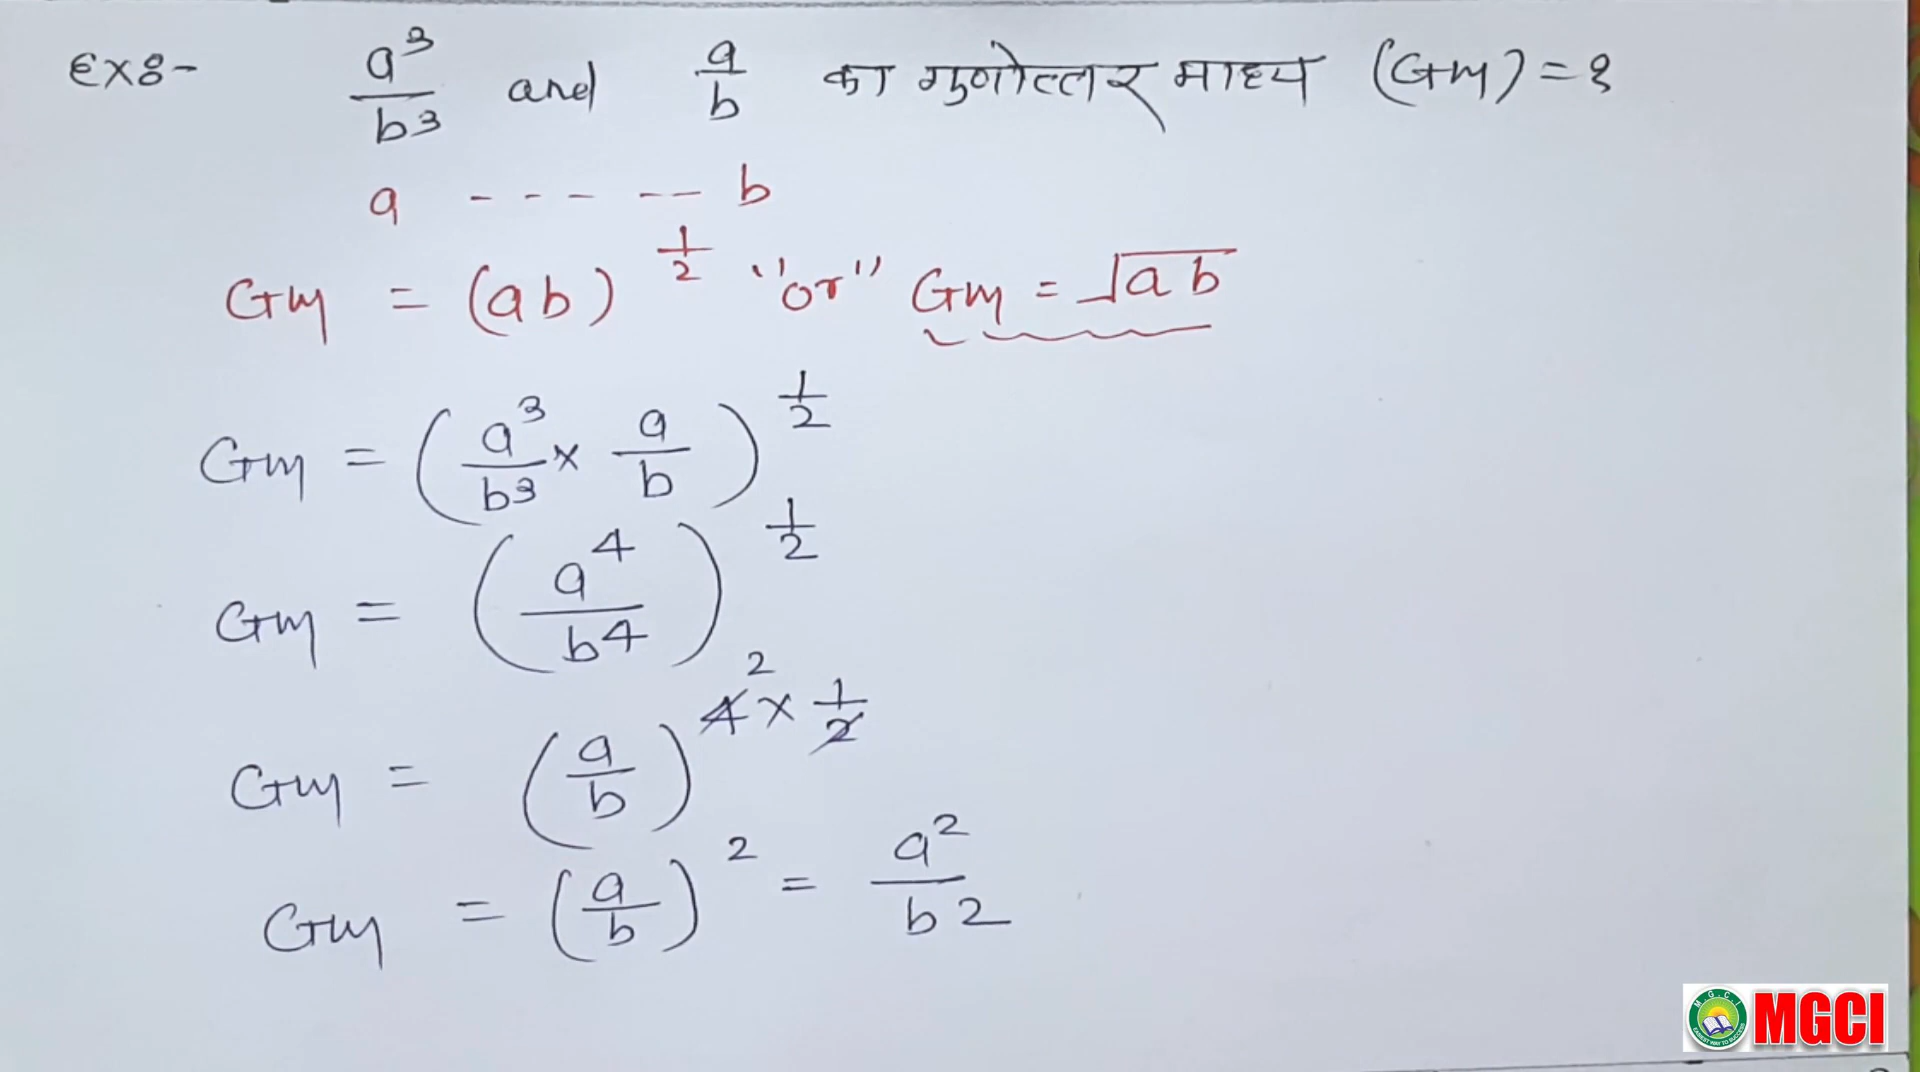 Ex8- a³/b³ and a/b का गुणोत्तर माध्य (GM) = ?
a - - - - - b
GM = (ab)^1/2 "or" GM = √ab
GM = (a³/b³ × a/b)^1/2
GM = (a⁴/b⁴)^1/2
GM = (a/b)^4×1/2 2
GM = (a/b)² = a²/b²
M.G.C.I
MGCI